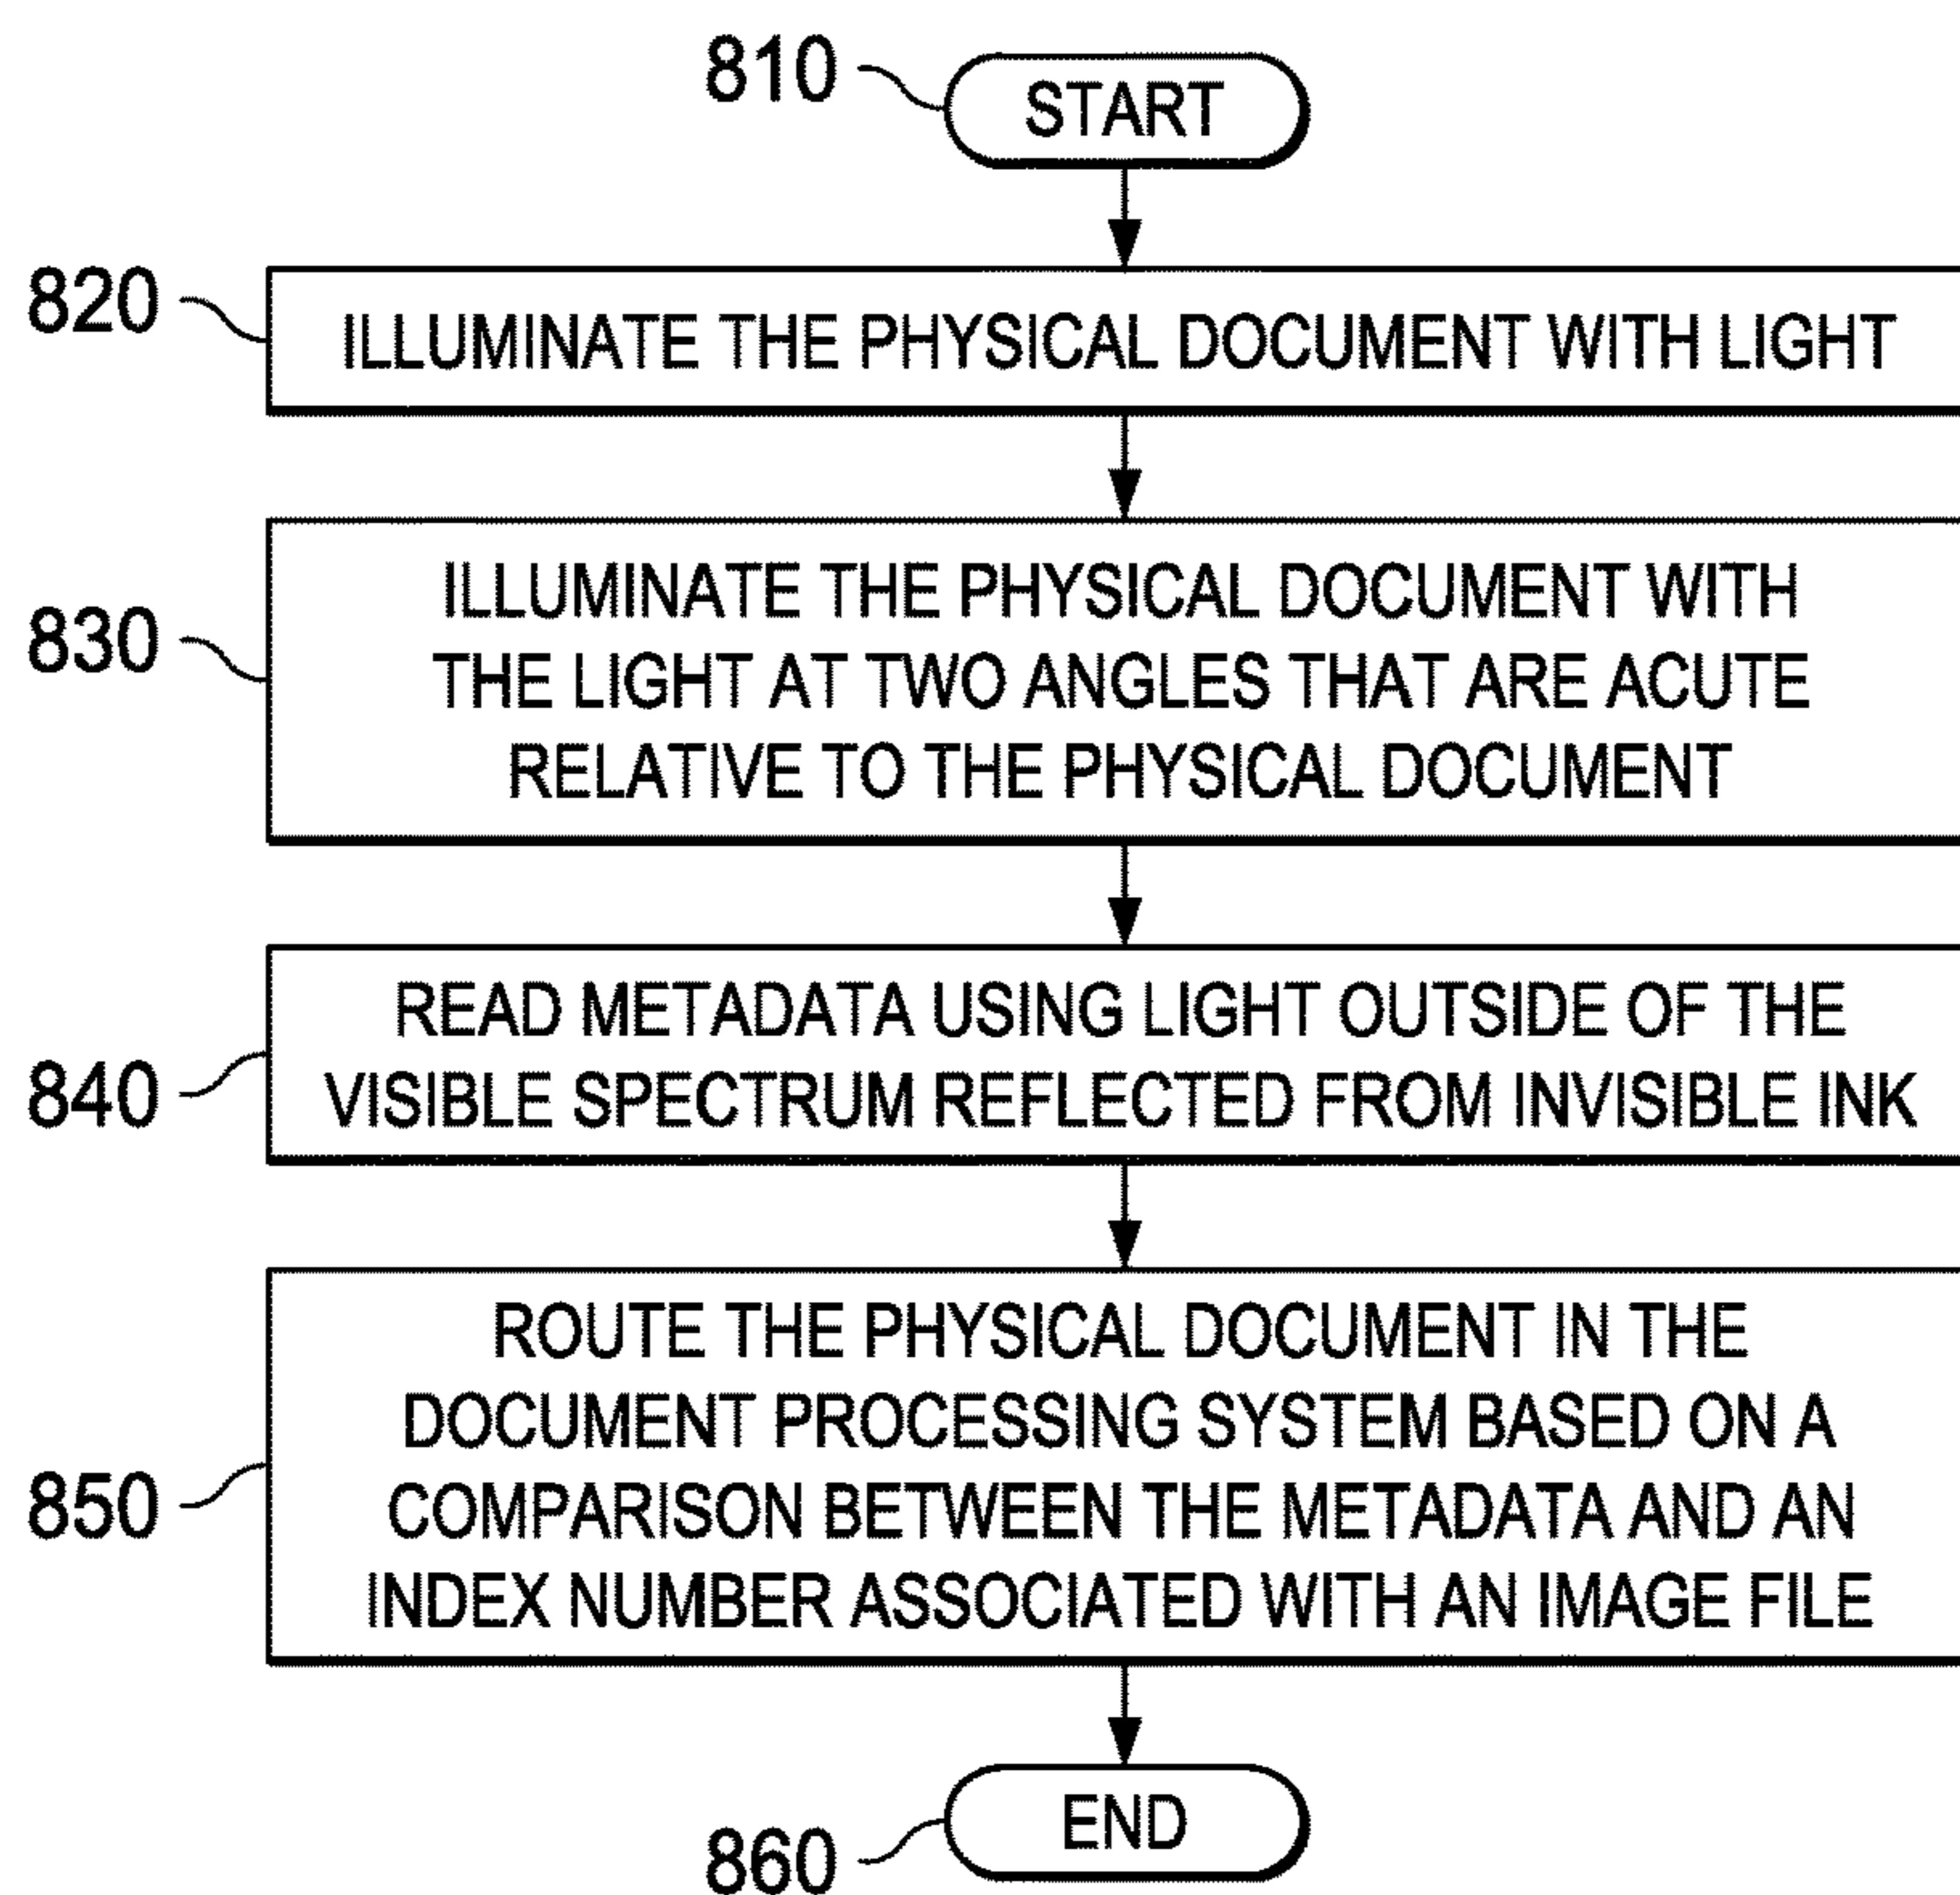 810
START
820
ILLUMINATE THE PHYSICAL DOCUMENT WITH LIGHT
830
ILLUMINATE THE PHYSICAL DOCUMENT WITH
THE LIGHT AT TWO ANGLES THAT ARE ACUTE
RELATIVE TO THE PHYSICAL DOCUMENT
840
READ METADATA USING LIGHT OUTSIDE OF THE
VISIBLE SPECTRUM REFLECTED FROM INVISIBLE INK
850
ROUTE THE PHYSICAL DOCUMENT IN THE
DOCUMENT PROCESSING SYSTEM BASED ON A
COMPARISON BETWEEN THE METADATA AND AN
INDEX NUMBER ASSOCIATED WITH AN IMAGE FILE
860
END